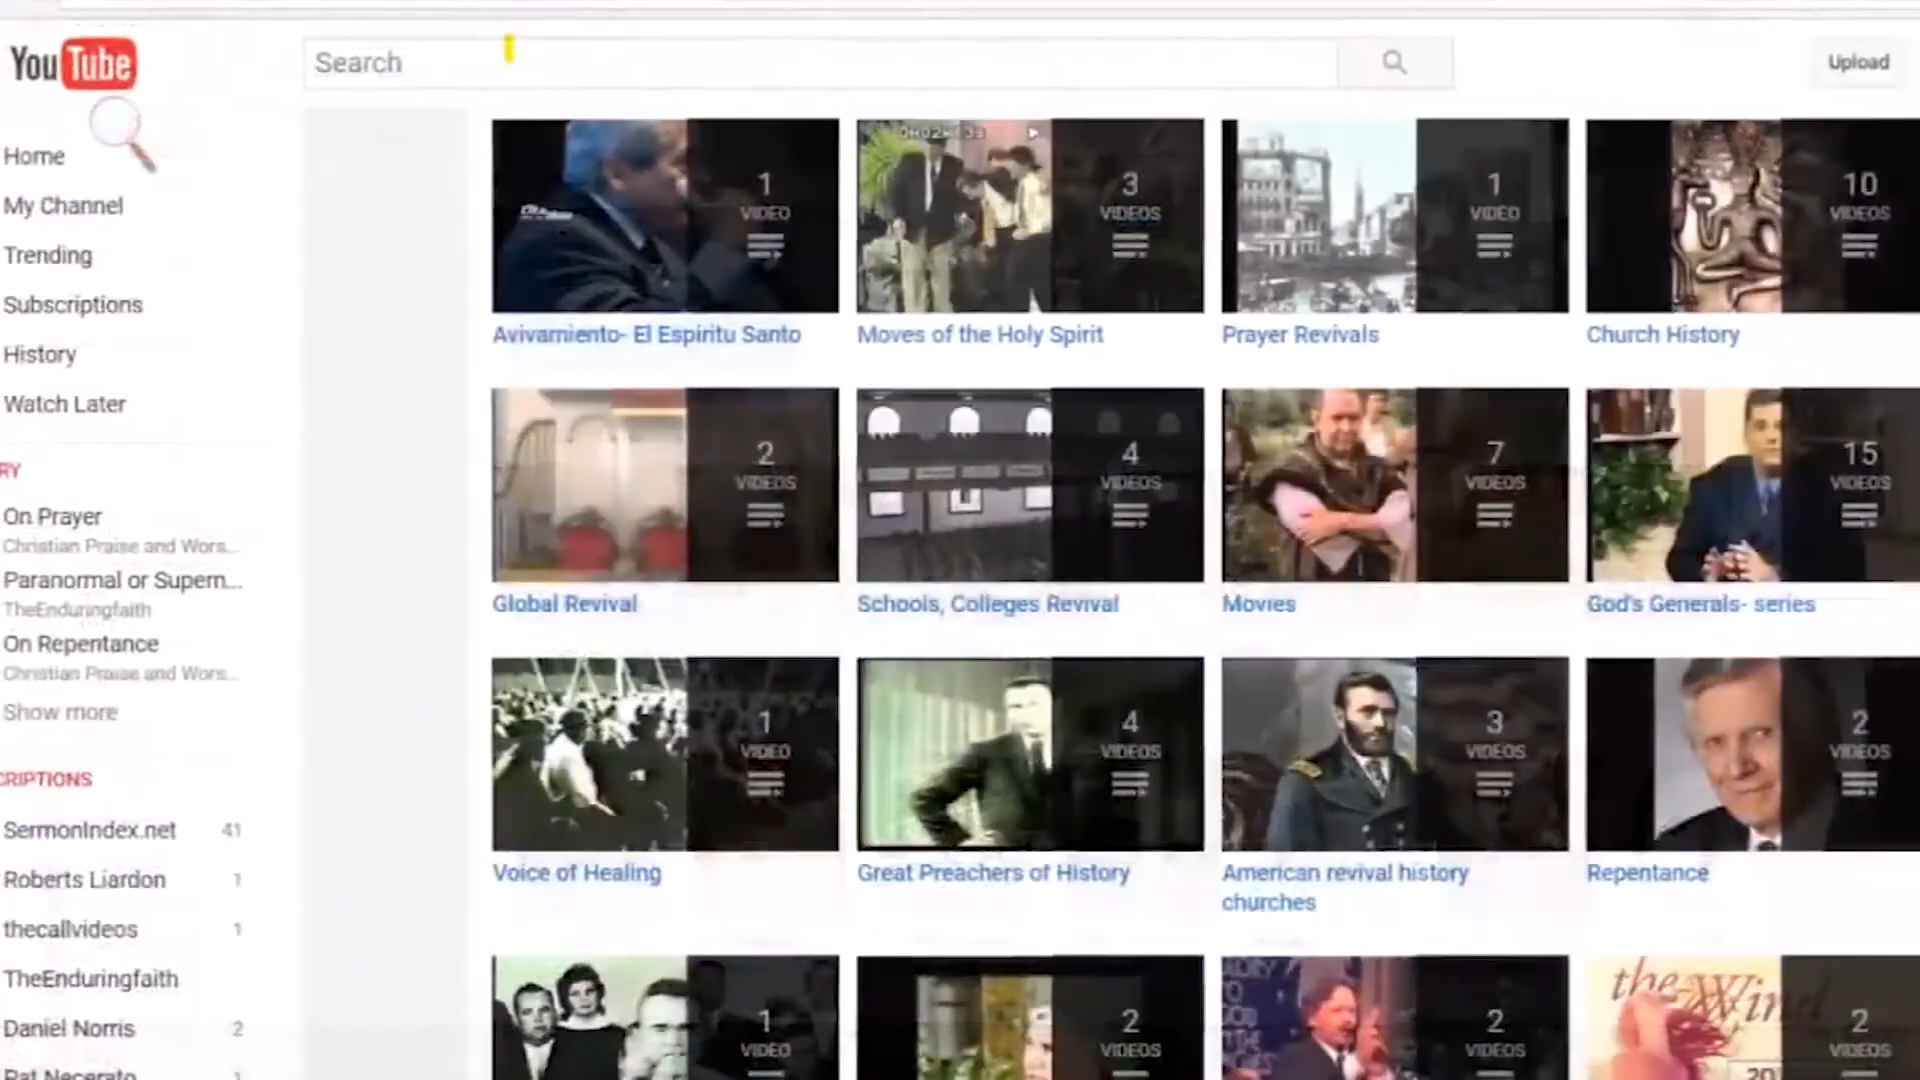 YouTube
Search
Upload
Home
My Channel
Trending
Subscriptions
History
Watch Later
RY
On Prayer
Christian Praise and Wors...
Paranormal or Supern...
TheEnduringfaith
On Repentance
Christian Praise and Wors...
Show more
CRIPTIONS
SermonIndex.net 41
Roberts Liardon 1
thecallvideos 1
TheEnduringfaith
Daniel Norris 2
Pat Necerato 1
1
VIDEO
Avivamiento- El Espiritu Santo
3
VIDEOS
Moves of the Holy Spirit
1
VIDEO
Prayer Revivals
10
VIDEOS
Church History
2
VIDEOS
Global Revival
4
VIDEOS
Schools, Colleges Revival
7
VIDEOS
Movies
15
VIDEOS
God's Generals- series
1
VIDEO
Voice of Healing
4
VIDEOS
Great Preachers of History
3
VIDEOS
American revival history
churches
2
VIDEOS
Repentance
1
VIDEO
2
VIDEOS
2
VIDEOS
the Wind
2
VIDEOS